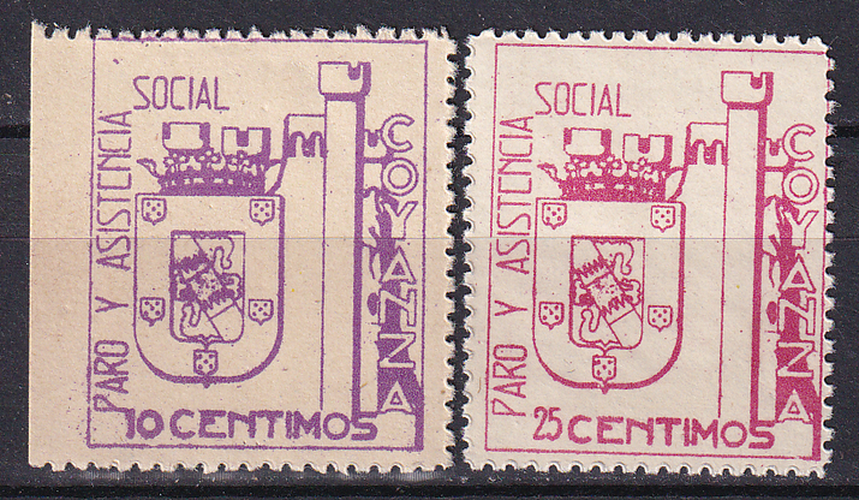 PARO Y ASISTENCIA
SOCIAL
COYANZA
10 CENTIMOS
PARO Y ASISTENCIA
SOCIAL
COYANZA
25 CENTIMOS